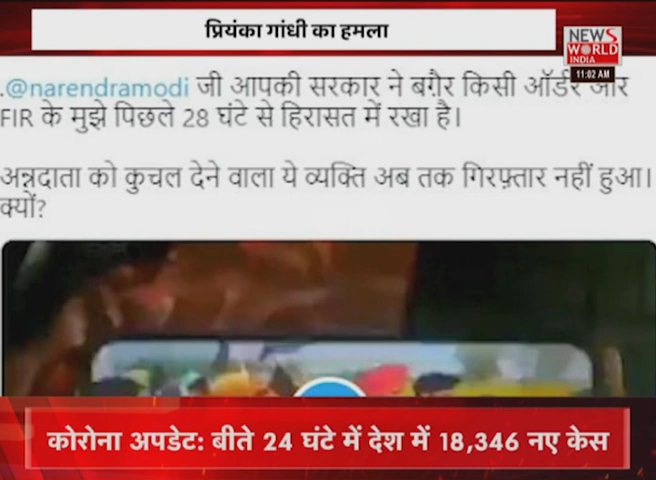 प्रियंका गांधी का हमला
NEWS
WORLD
INDIA
11:02 AM
.@narendramodi जी आपकी सरकार ने बग़ैर किसी ऑर्डर और
FIR के मुझे पिछले 28 घंटे से हिरासत में रखा है।
अन्नदाता को कुचल देने वाला ये व्यक्ति अब तक गिरफ़्तार नहीं हुआ।
क्यों?
कोरोना अपडेट: बीते 24 घंटे में देश में 18,346 नए केस